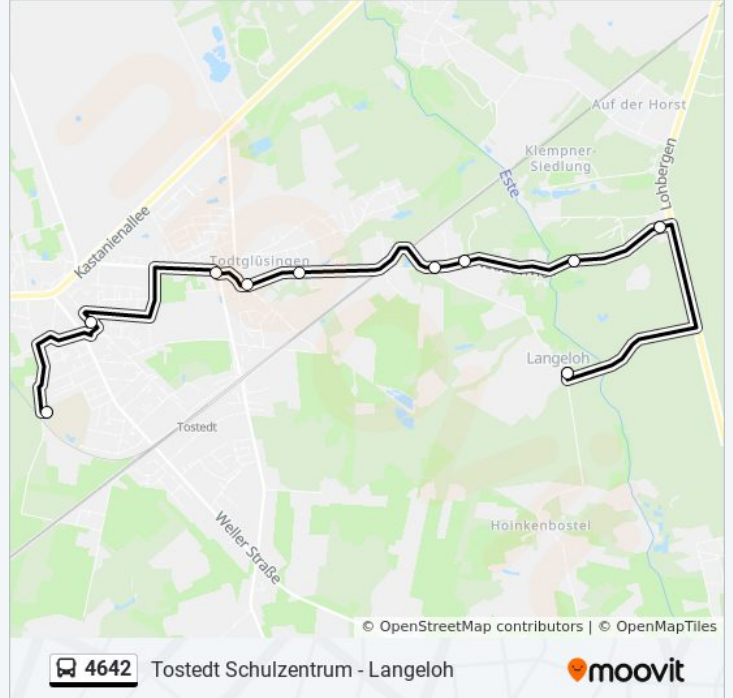 Auf der Horst
Klempner-
Siedlung
Lohbergen
Este
Kastanienallee
Todtglüsingen
Langeloh
Tostedt
Weller Straße
Hoinkenbostel
© OpenStreetMap contributors | © OpenMapTiles
4642 Tostedt Schulzentrum - Langeloh
moovit